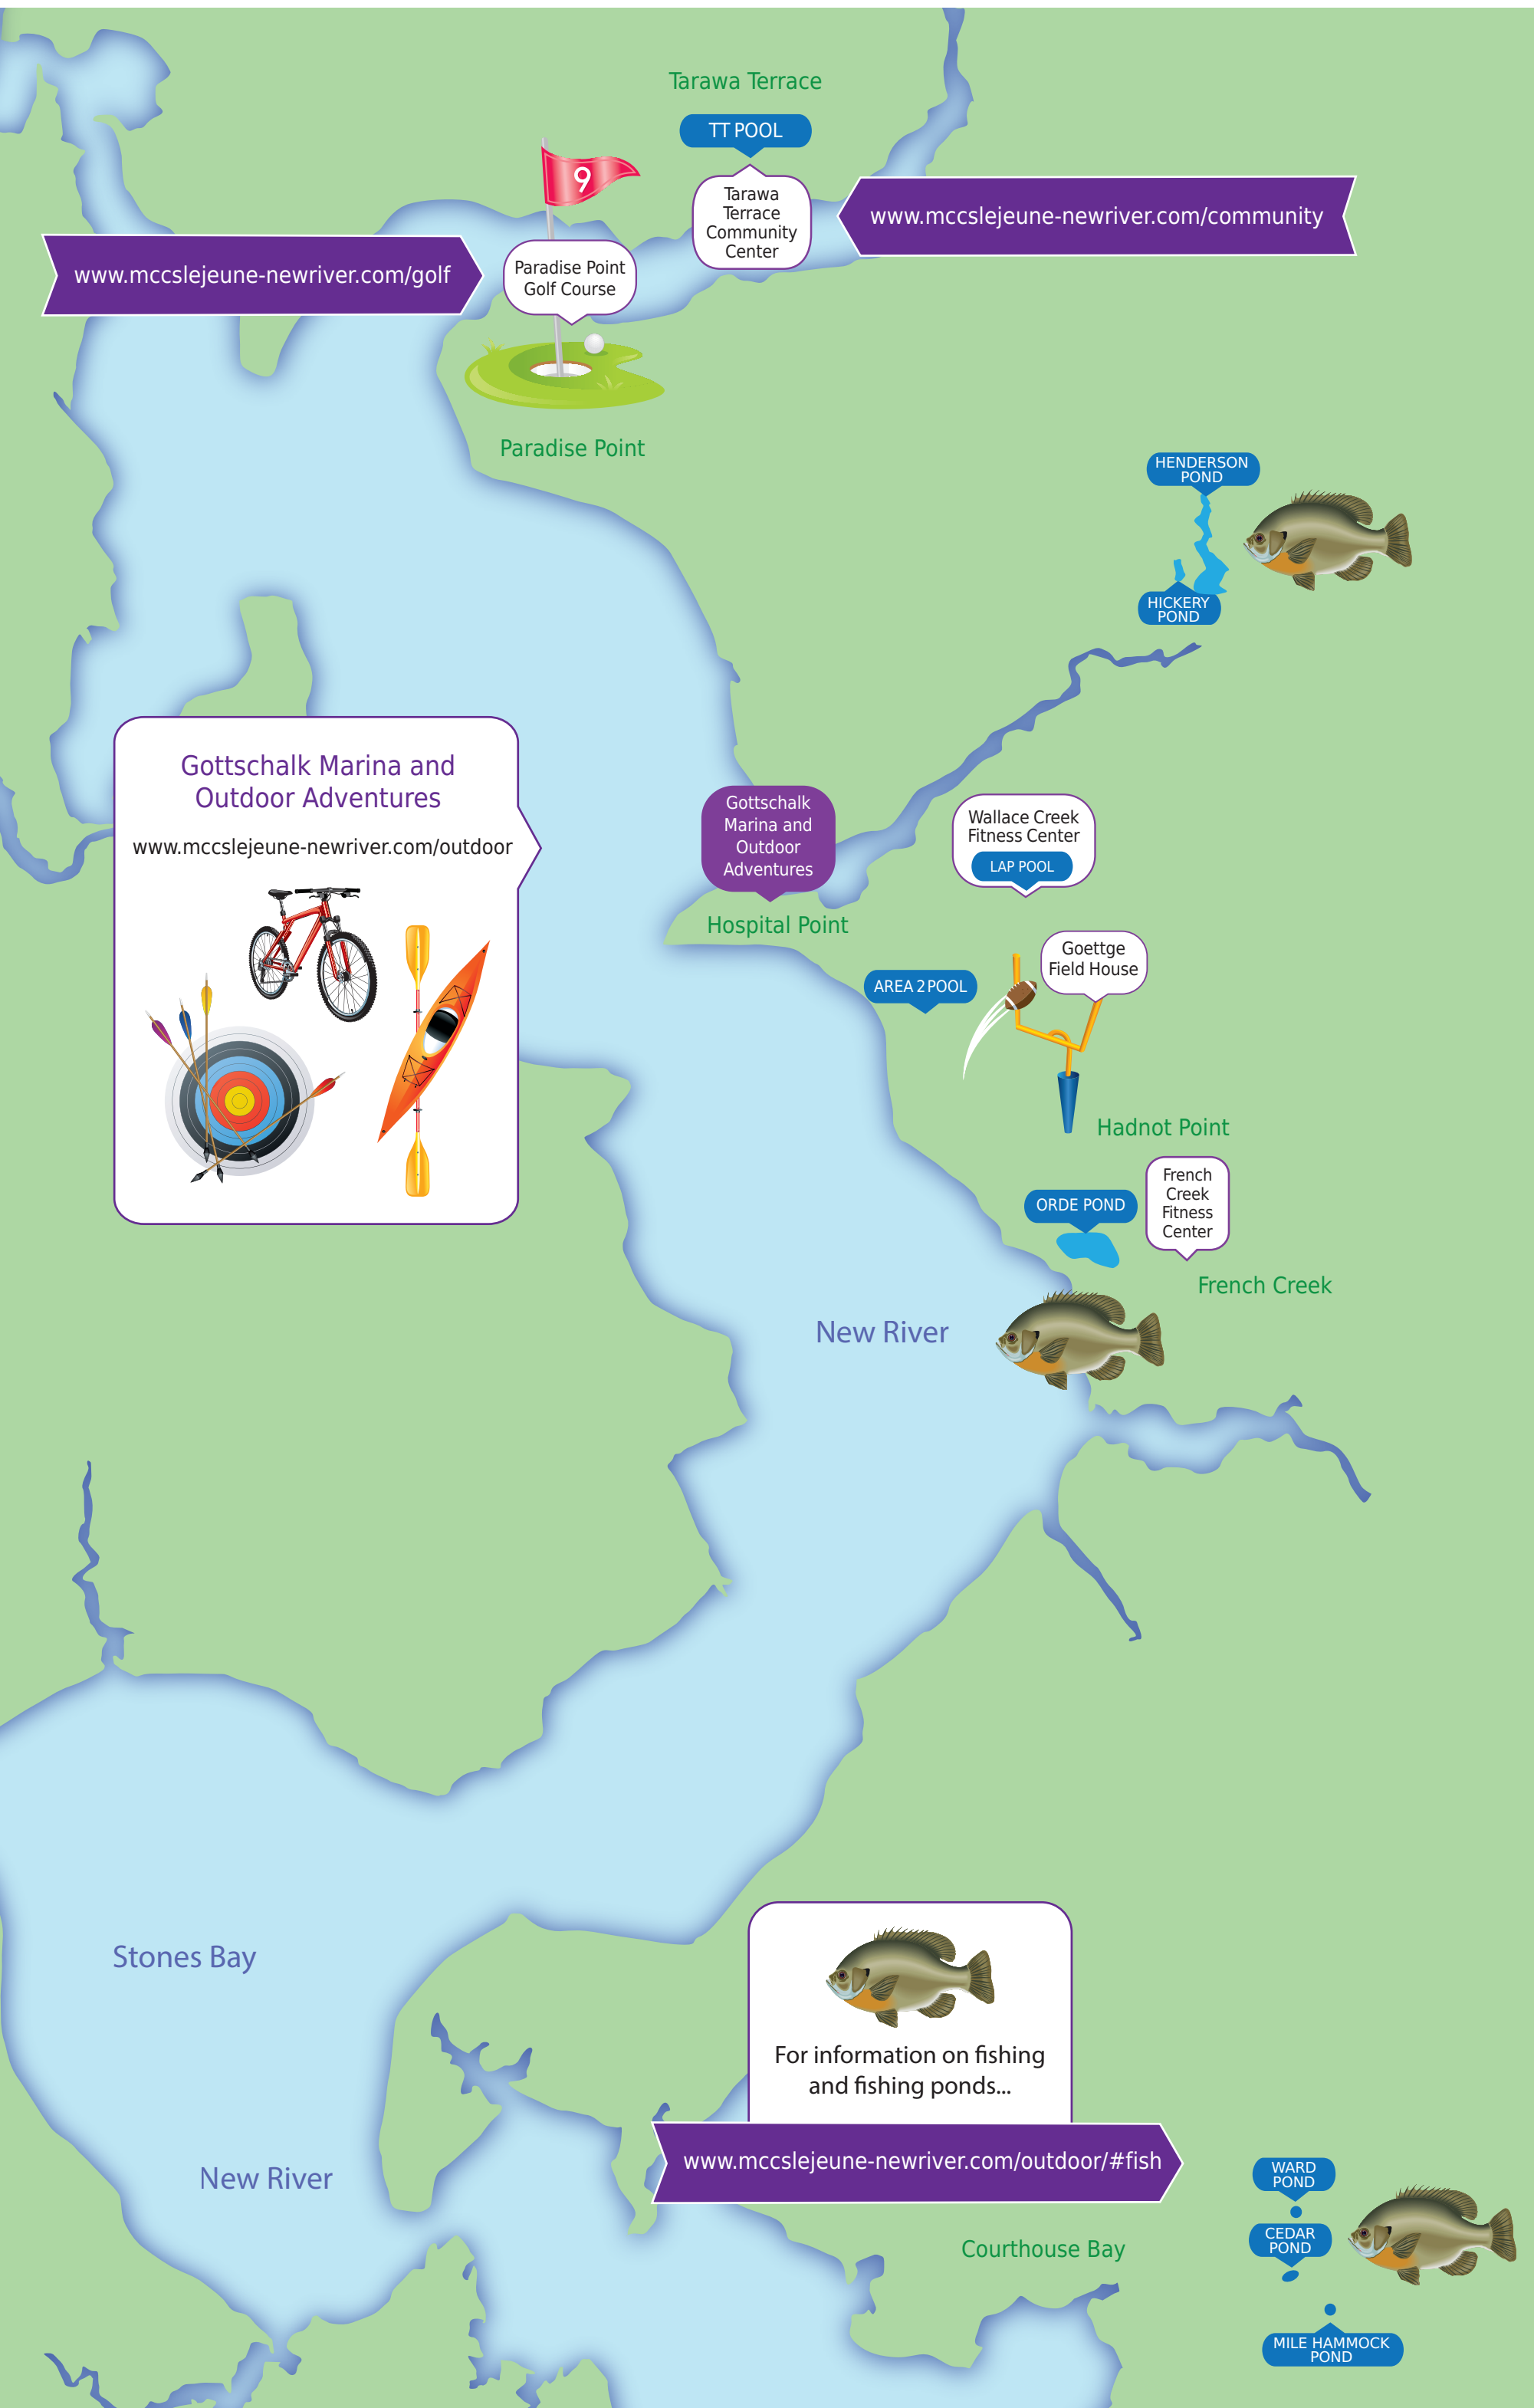 Tarawa Terrace
TT POOL
9
Tarawa
Terrace
Community
Center
www.mccslejeune-newriver.com/community
www.mccslejeune-newriver.com/golf
Paradise Point
Golf Course
Paradise Point
HENDERSON
POND
HICKERY
POND
Gottschalk Marina and
Outdoor Adventures
www.mccslejeune-newriver.com/outdoor
Gottschalk
Marina and
Outdoor
Adventures
Hospital Point
Wallace Creek
Fitness Center
LAP POOL
Goettge
Field House
AREA 2 POOL
Hadnot Point
ORDE POND
French
Creek
Fitness
Center
French Creek
New River
Stones Bay
For information on fishing
and fishing ponds...
www.mccslejeune-newriver.com/outdoor/#fish
New River
Courthouse Bay
WARD
POND
CEDAR
POND
MILE HAMMOCK
POND